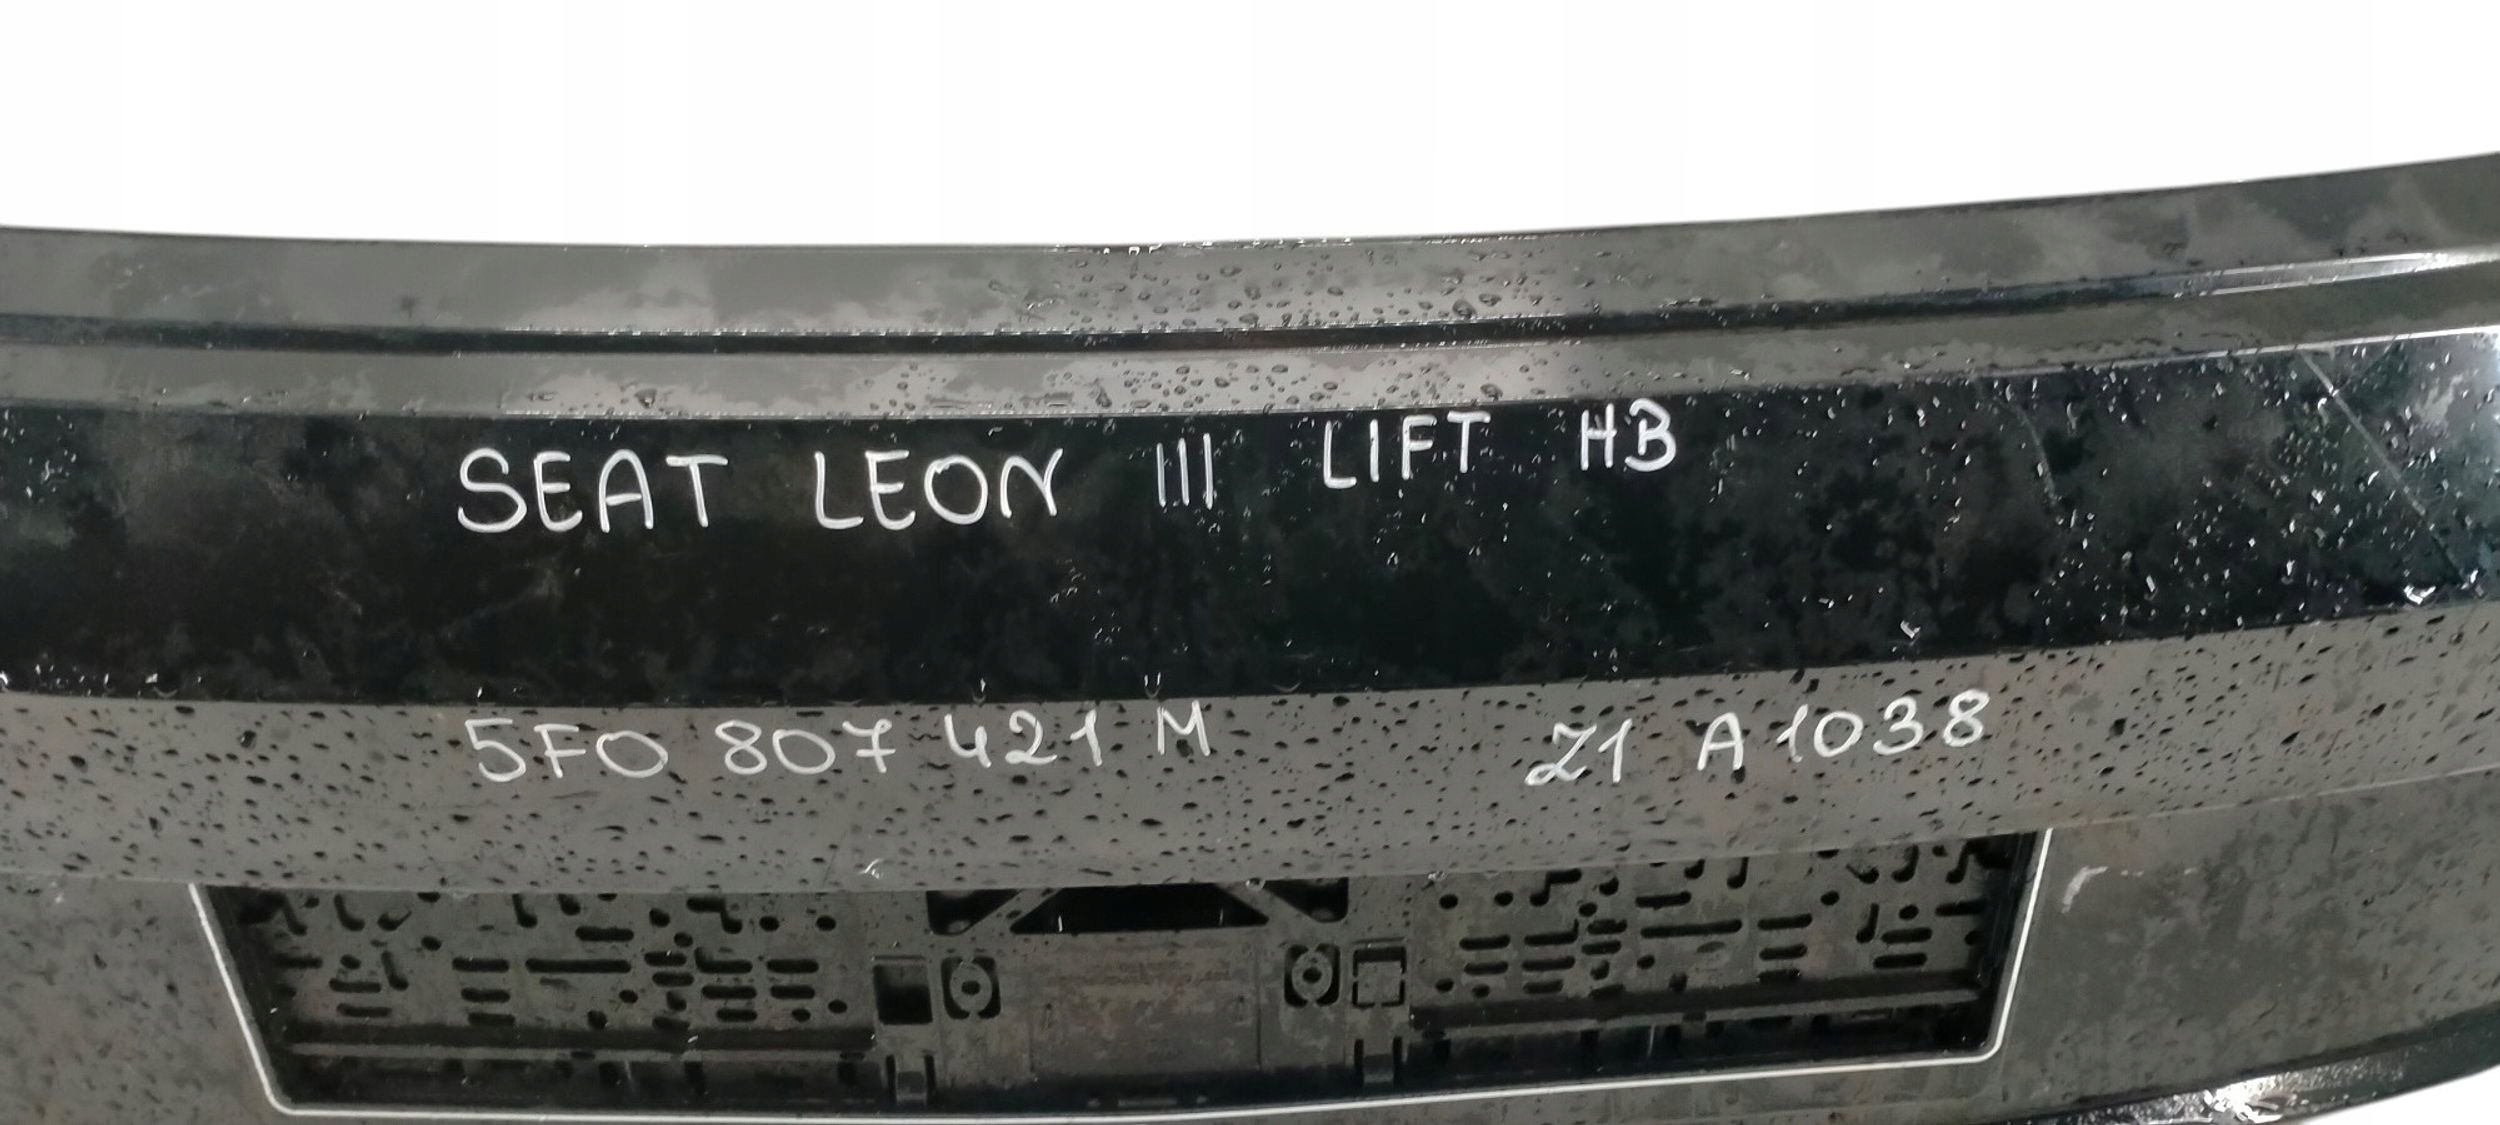 SEAT LEON III LIFT HB
5F0 807 421 M Z1 A1038